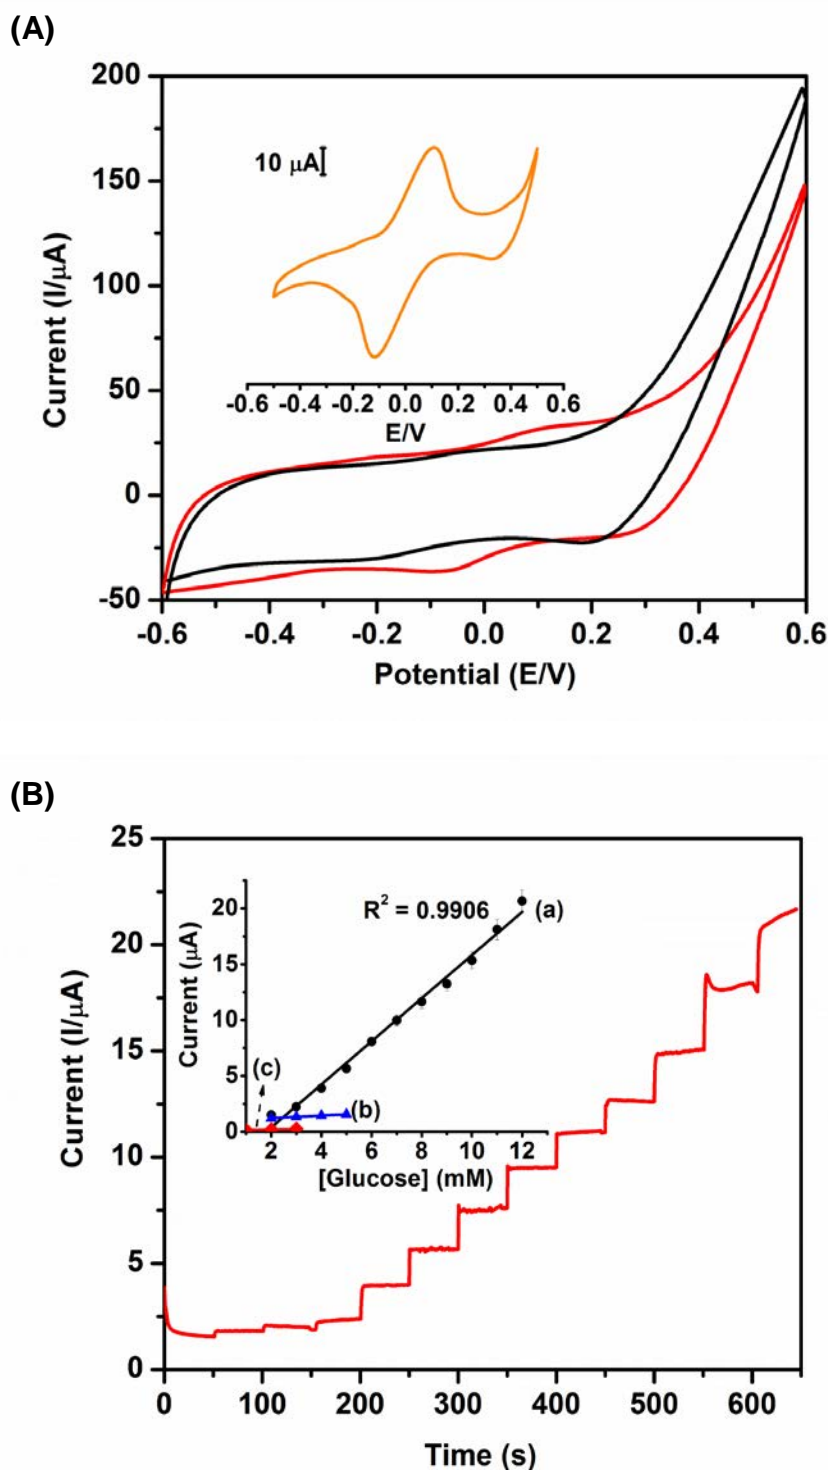 (A)
200
150
100
50
0
-50
Current (I/μA)
10 μA
-0.6 -0.4 -0.2 0.0 0.2 0.4 0.6
E/V
-0.6 -0.4 -0.2 0.0 0.2 0.4 0.6
Potential (E/V)
(B)
25
20
15
10
5
0
Current (I/μA)
20
15
10
5
0
Current (μA)
R² = 0.9906
(a)
(c)
(b)
2 4 6 8 10 12
[Glucose] (mM)
0 100 200 300 400 500 600
Time (s)